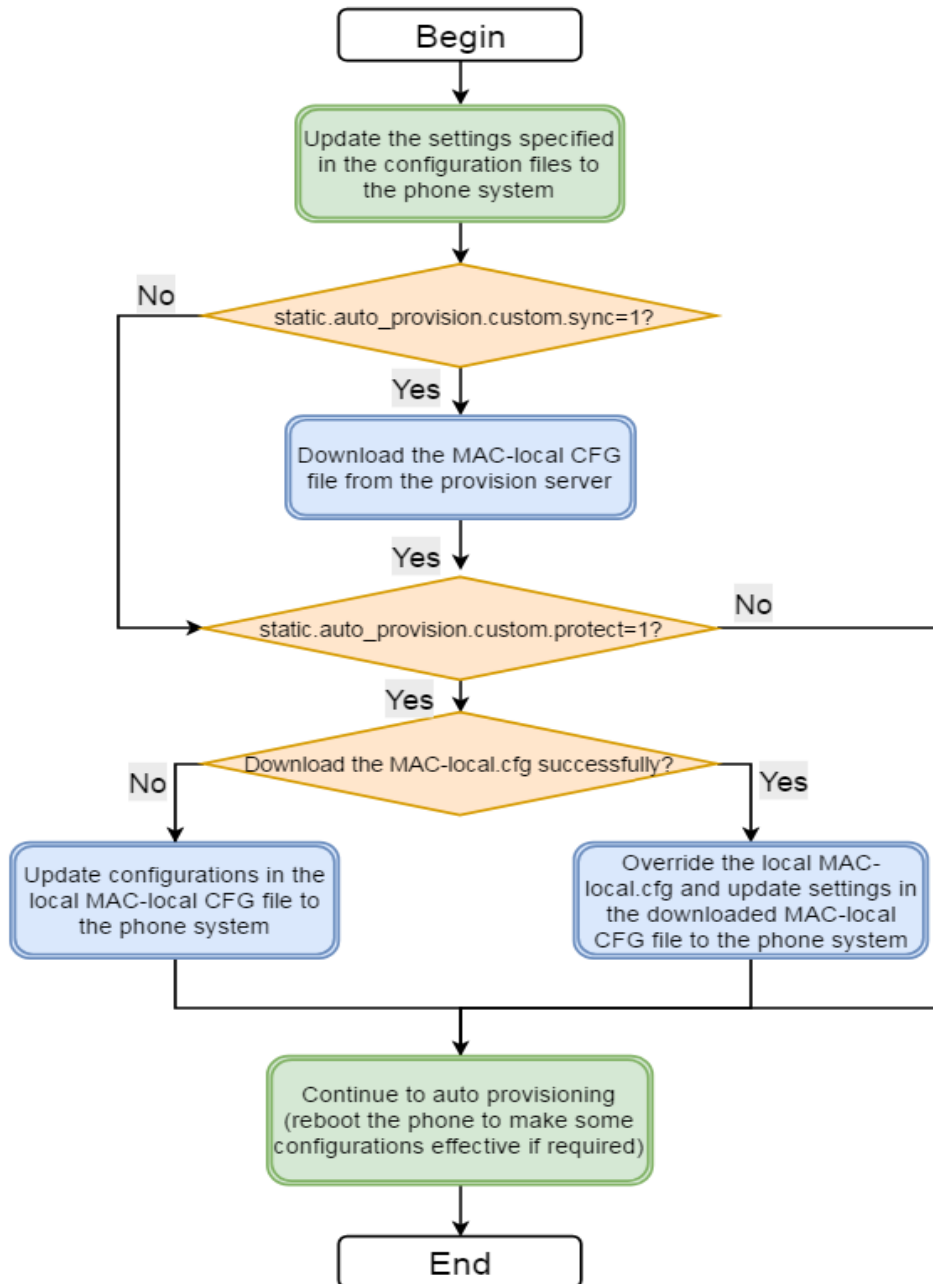 Begin
Update the settings specified
in the configuration files to
the phone system
No
static.auto_provision.custom.sync=1?
Yes
Download the MAC-local CFG
file from the provision server
Yes
static.auto_provision.custom.protect=1?
No
Yes
Download the MAC-local.cfg successfully?
No
Yes
Update configurations in the
local MAC-local CFG file to
the phone system
Override the local MAC-
local.cfg and update settings in
the downloaded MAC-local
CFG file to the phone system
Continue to auto provisioning
(reboot the phone to make some
configurations effective if required)
End